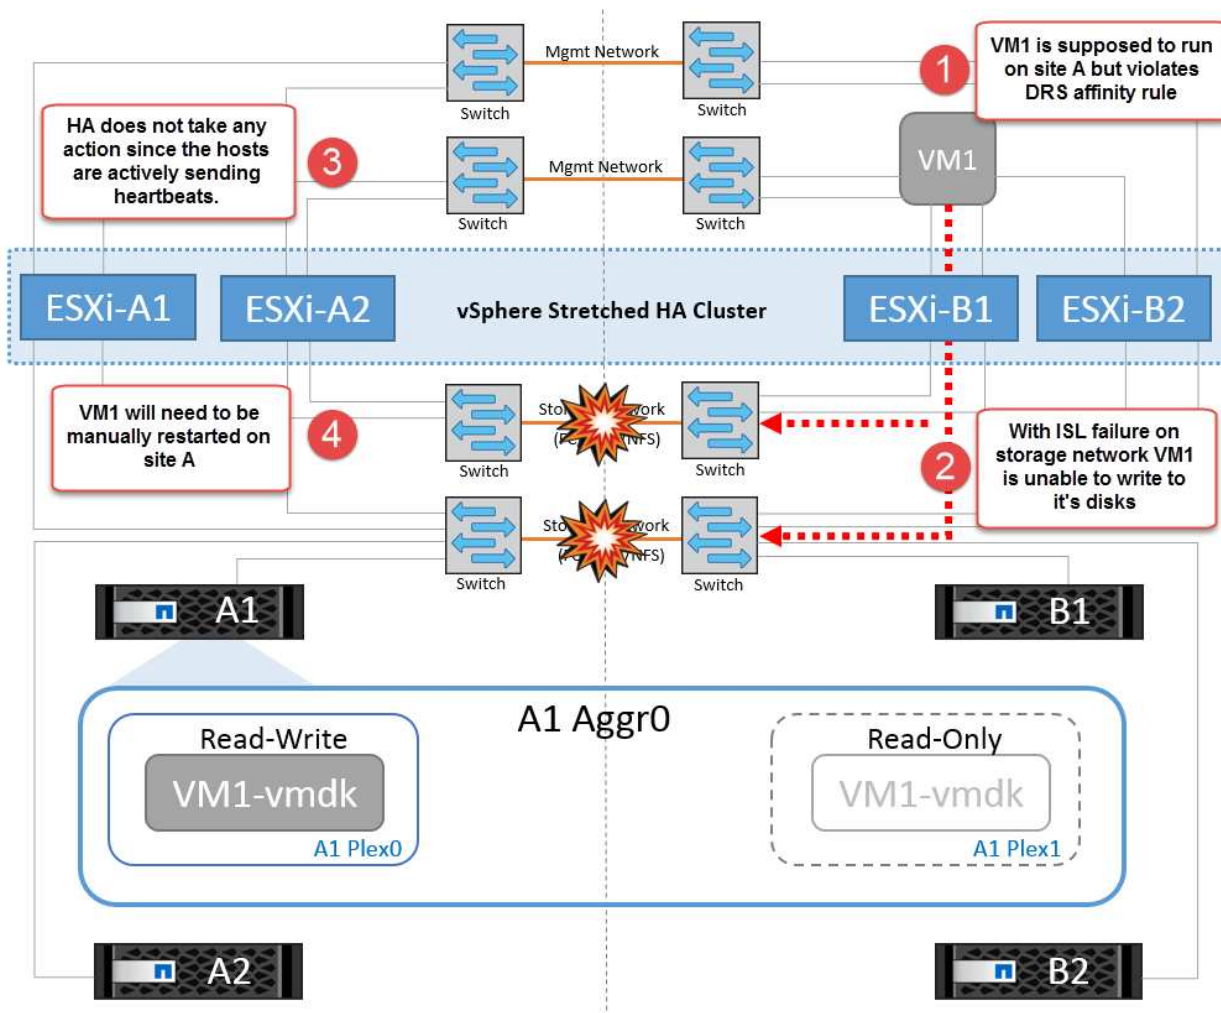 Mgmt Network
Switch
Switch
1
VM1 is supposed to run
on site A but violates
DRS affinity rule
HA does not take any
action since the hosts
are actively sending
heartbeats.
3
Mgmt Network
Switch
Switch
VM1
ESXi-A1
ESXi-A2
vSphere Stretched HA Cluster
ESXi-B1
ESXi-B2
VM1 will need to be
manually restarted on
site A
4
Switch
Switch
2
With ISL failure on
storage network VM1
is unable to write to
it's disks
Switch
Switch
A1
B1
A1 Aggr0
Read-Write
VM1-vmdk
A1 Plex0
Read-Only
VM1-vmdk
A1 Plex1
A2
B2